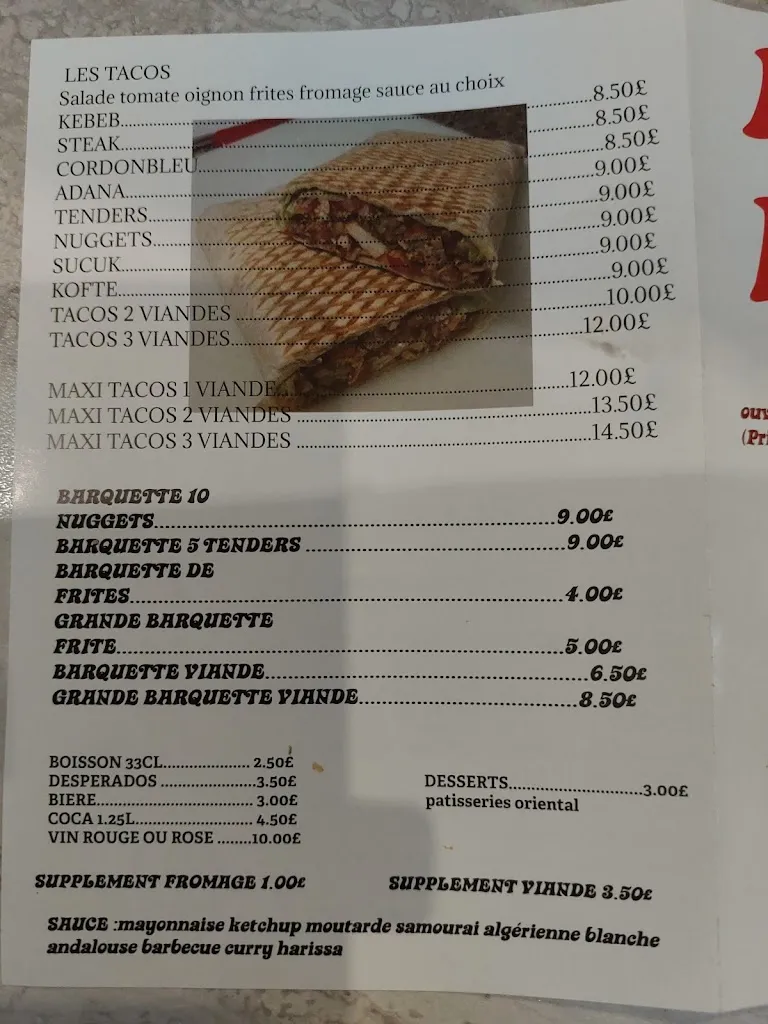 LES TACOS
Salade tomate oignon frites fromage sauce au choix
KEBEB..................8.50£
STEAK..................8.50£
CORDONBLEU..................8.50£
ADANA..................9.00£
TENDERS..................9.00£
NUGGETS..................9.00£
SUCUK..................9.00£
KOFTE..................9.00£
TACOS 2 VIANDES ..................10.00£
TACOS 3 VIANDES..................12.00£
MAXI TACOS 1 VIANDE..................12.00£
MAXI TACOS 2 VIANDES ..................13.50£
MAXI TACOS 3 VIANDES ..................14.50£
BARQUETTE 10
NUGGETS..................9.00£
BARQUETTE 5 TENDERS ..................9.00£
BARQUETTE DE
FRITES..................4.00£
GRANDE BARQUETTE
FRITE..................5.00£
BARQUETTE VIANDE..................6.50£
GRANDE BARQUETTE VIANDE..................8.50£
BOISSON 33CL.................... 2.50£
DESPERADOS ......................3.50£
BIERE.................................... 3.00£
COCA 1.25L........................... 4.50£
VIN ROUGE OU ROSE ........10.00£
DESSERTS............................3.00£
patisseries oriental
SUPPLEMENT FROMAGE 1.00£
SUPPLEMENT VIANDE 3.50£
SAUCE :mayonnaise ketchup moutarde samourai algérienne blanche
andalouse barbecue curry harissa